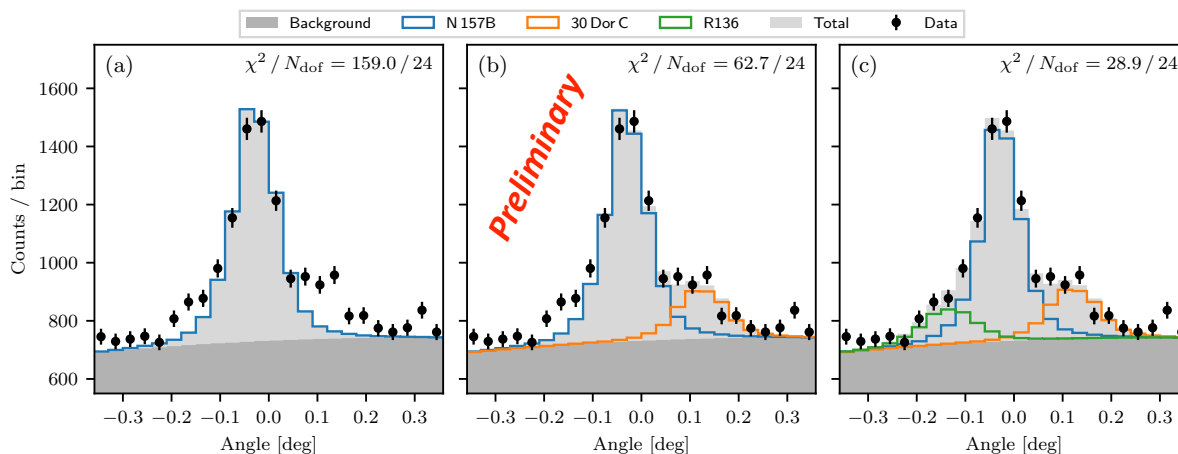 Background N 157B 30 Dor C R136 Total Data
(a) χ² / N_dof = 159.0 / 24
(b) χ² / N_dof = 62.7 / 24
(c) χ² / N_dof = 28.9 / 24
Preliminary
Counts / bin
1600
1400
1200
1000
800
600
−0.3 −0.2 −0.1 0.0 0.1 0.2 0.3
−0.3 −0.2 −0.1 0.0 0.1 0.2 0.3
−0.3 −0.2 −0.1 0.0 0.1 0.2 0.3
Angle [deg]
Angle [deg]
Angle [deg]